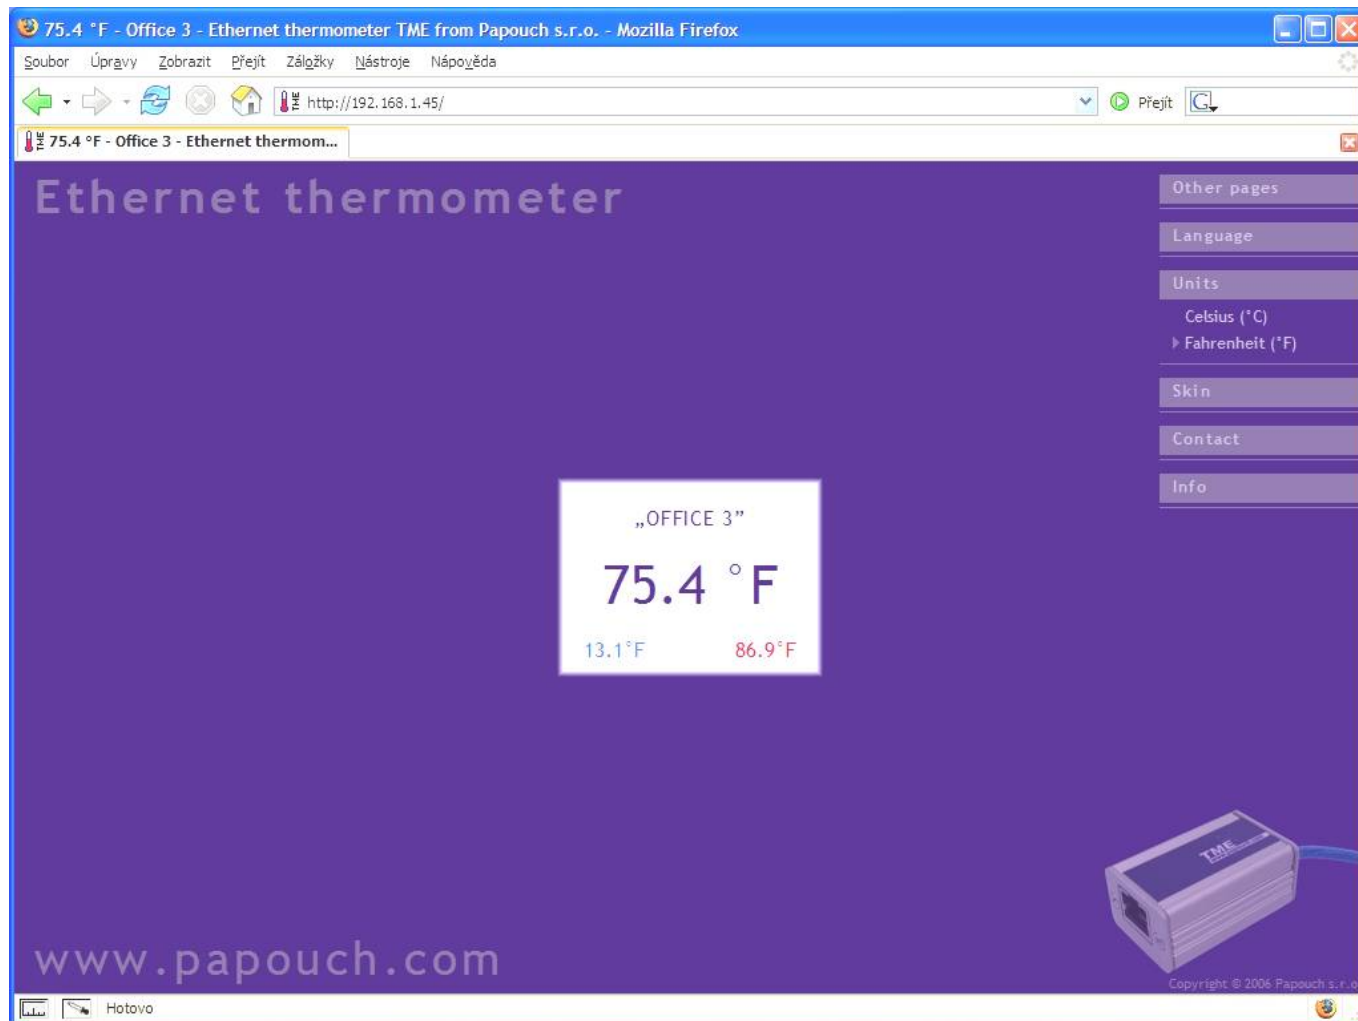 75.4 °F - Office 3 - Ethernet thermometer TME from Papouch s.r.o. - Mozilla Firefox
Soubor Úpravy Zobrazit Přejít Záložky Nástroje Nápověda
TME http://192.168.1.45/ Přejít G
TME 75.4 °F - Office 3 - Ethernet thermom...
Ethernet thermometer
Other pages
Language
Units
Celsius (°C)
Fahrenheit (°F)
Skin
Contact
Info
„OFFICE 3”
75.4 °F
13.1°F 86.9°F
TME
www.papouch.com
Copyright © 2006 Papouch s.r.o
Hotovo